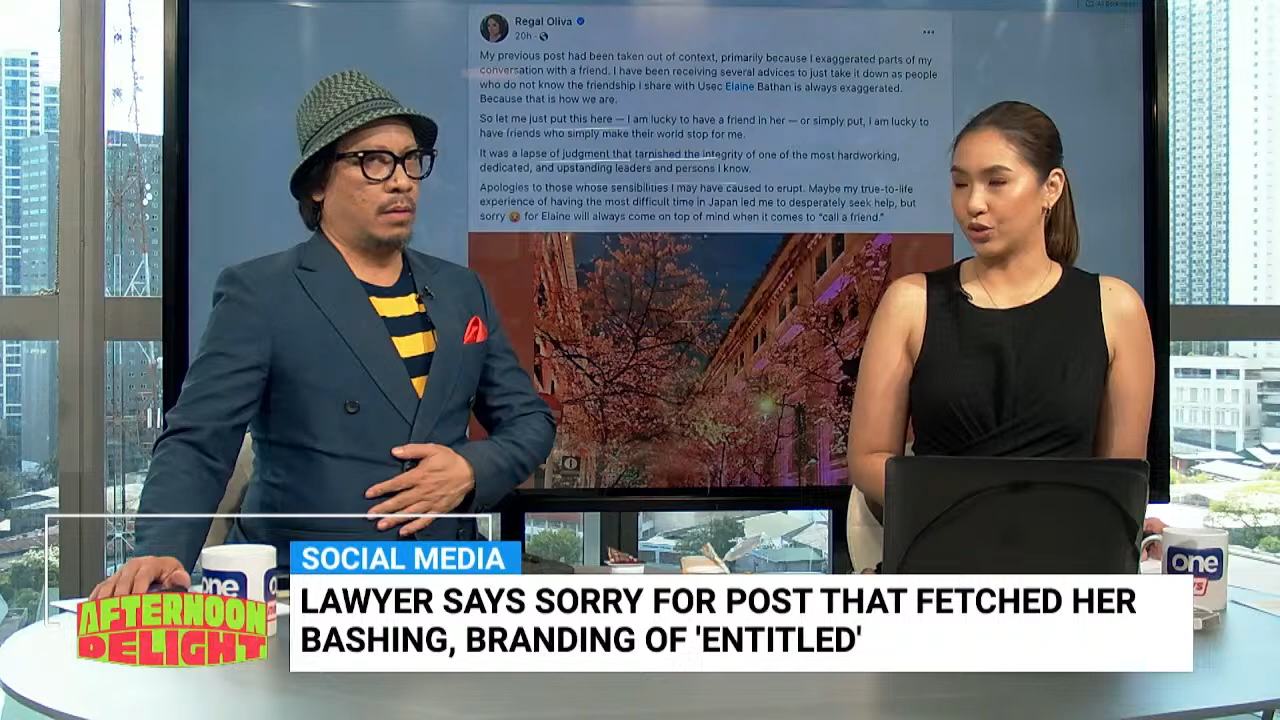 Regal Oliva
20h
My previous post had been taken out of context, primarily because I exaggerated parts of my
conversation with a friend. I have been receiving several advices to just take it down as people
who do not know the friendship I share with Usec Elaine Bathan is always exaggerated.
Because that is how we are.
So let me just put this here — I am lucky to have a friend in her — or simply put, I am lucky to
have friends who simply make their world stop for me.
It was a lapse of judgment that tarnished the integrity of one of the most hardworking,
dedicated, and upstanding leaders and persons I know.
Apologies to those whose sensibilities I may have caused to erupt. Maybe my true-to-life
experience of having the most difficult time in Japan led me to desperately seek help, but
sorry 🤬 for Elaine will always come on top of mind when it comes to “call a friend.”
one
one
SOCIAL MEDIA
LAWYER SAYS SORRY FOR POST THAT FETCHED HER
BASHING, BRANDING OF 'ENTITLED'
AFTERNOON
DELIGHT